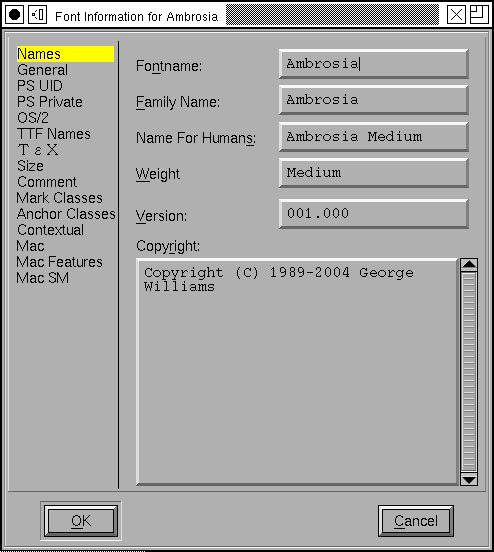 Font Information for Ambrosia
Names
General
PS UID
PS Private
OS/2
TTF Names
Τ ε Χ
Size
Comment
Mark Classes
Anchor Classes
Contextual
Mac
Mac Features
Mac SM
Fontname: Ambrosia
Family Name: Ambrosia
Name For Humans: Ambrosia Medium
Weight Medium
Version: 001.000
Copyright:
Copyright (C) 1989-2004 George
Williams
OK Cancel